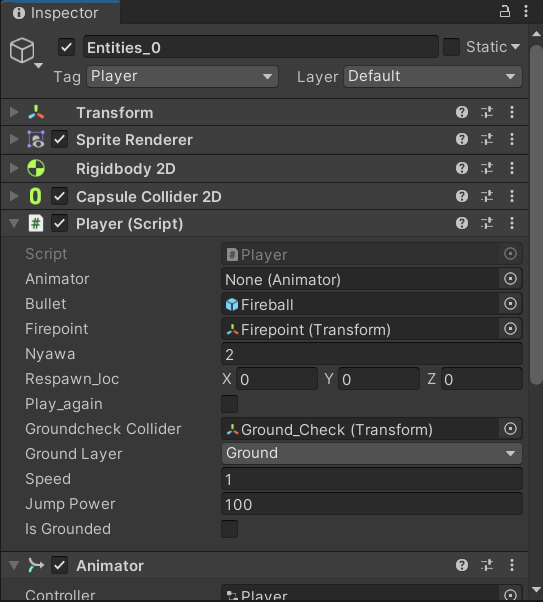 Inspector
Entities_0
Static
Tag Player Layer Default
Transform
Sprite Renderer
Rigidbody 2D
Capsule Collider 2D
# Player (Script)
Script # Player
Animator None (Animator)
Bullet Fireball
Firepoint Firepoint (Transform)
Nyawa 2
Respawn_loc X 0 Y 0 Z 0
Play_again
Groundcheck Collider Ground_Check (Transform)
Ground Layer Ground
Speed 1
Jump Power 100
Is Grounded
Animator
Controller Player